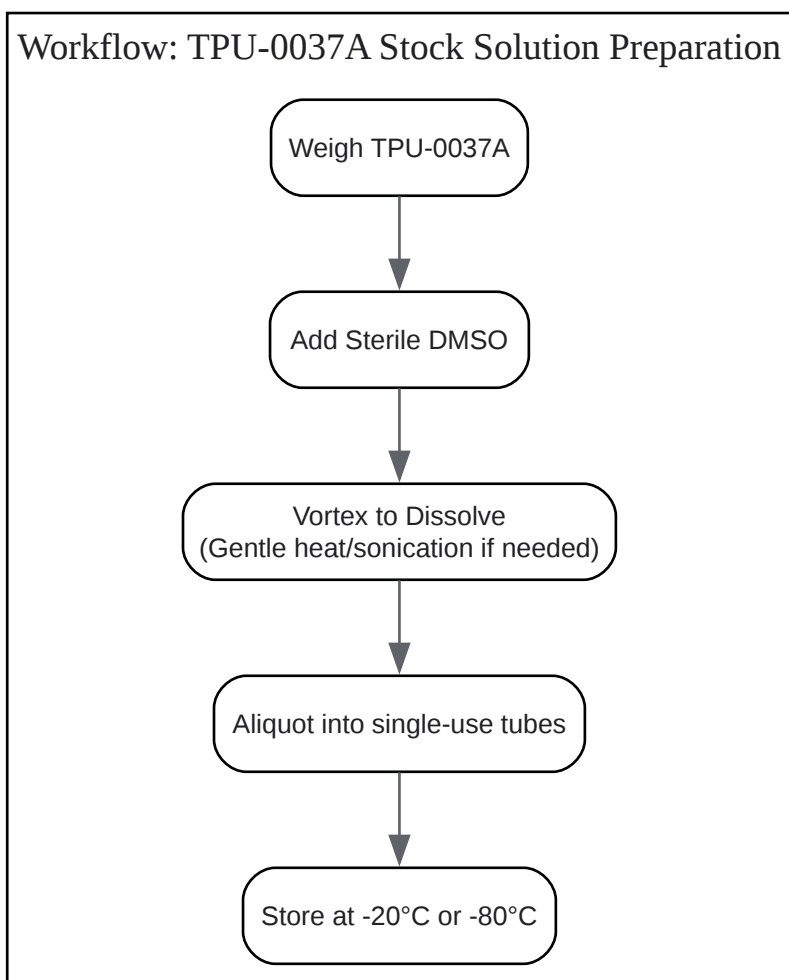 Workflow: TPU-0037A Stock Solution Preparation
Weigh TPU-0037A
Add Sterile DMSO
Vortex to Dissolve
(Gentle heat/sonication if needed)
Aliquot into single-use tubes
Store at -20°C or -80°C